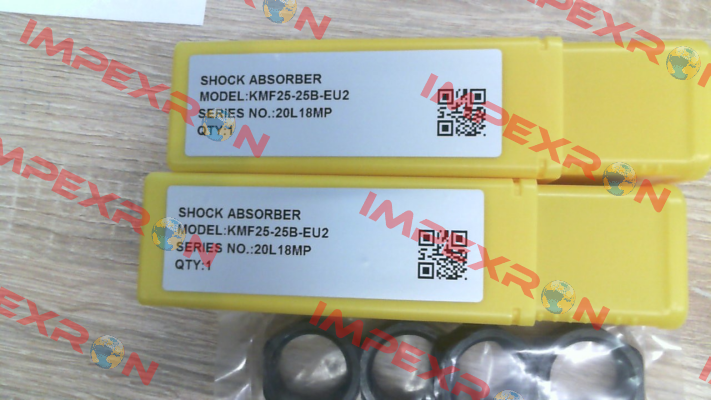 SHOCK ABSORBER
MODEL:KMF25-25B-EU2
SERIES NO.:20L18MP
QTY:1
SHOCK ABSORBER
MODEL:KMF25-25B-EU2
SERIES NO.:20L18MP
QTY:1
IMPEXRON
IMPEXRON
IMPEXRON
IMPEXRON
IMPEXRON
IMPEXRON